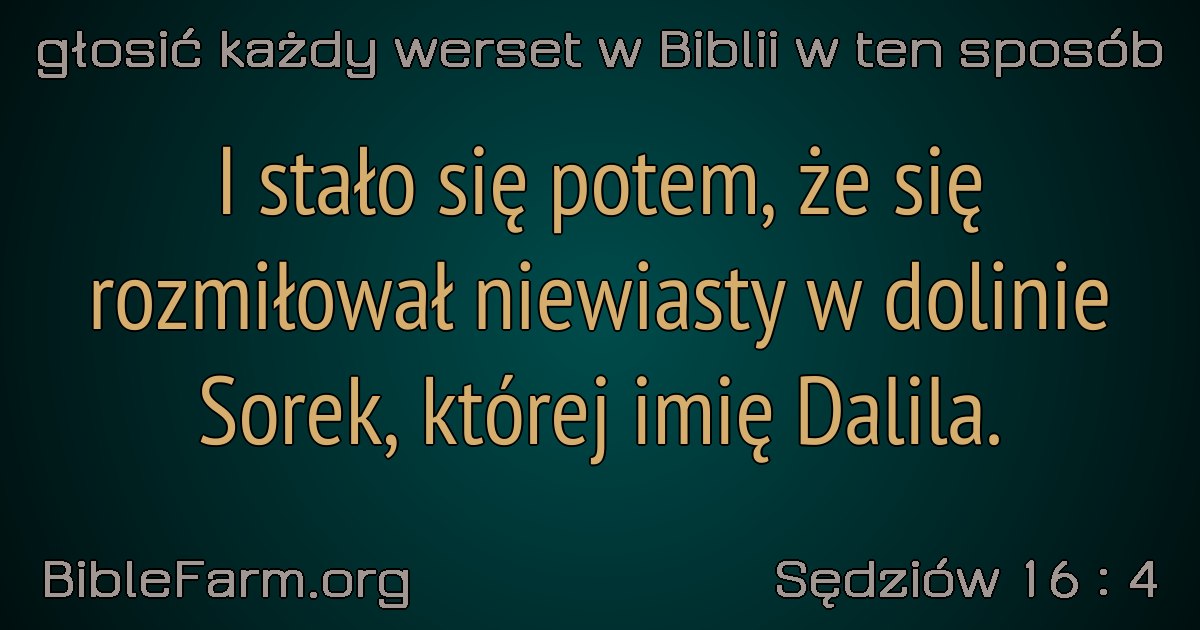 głosić każdy werset w Biblii w ten sposób
I stało się potem, że się
rozmiłował niewiasty w dolinie
Sorek, której imię Dalila.
BibleFarm.org
Sędziów 16 : 4